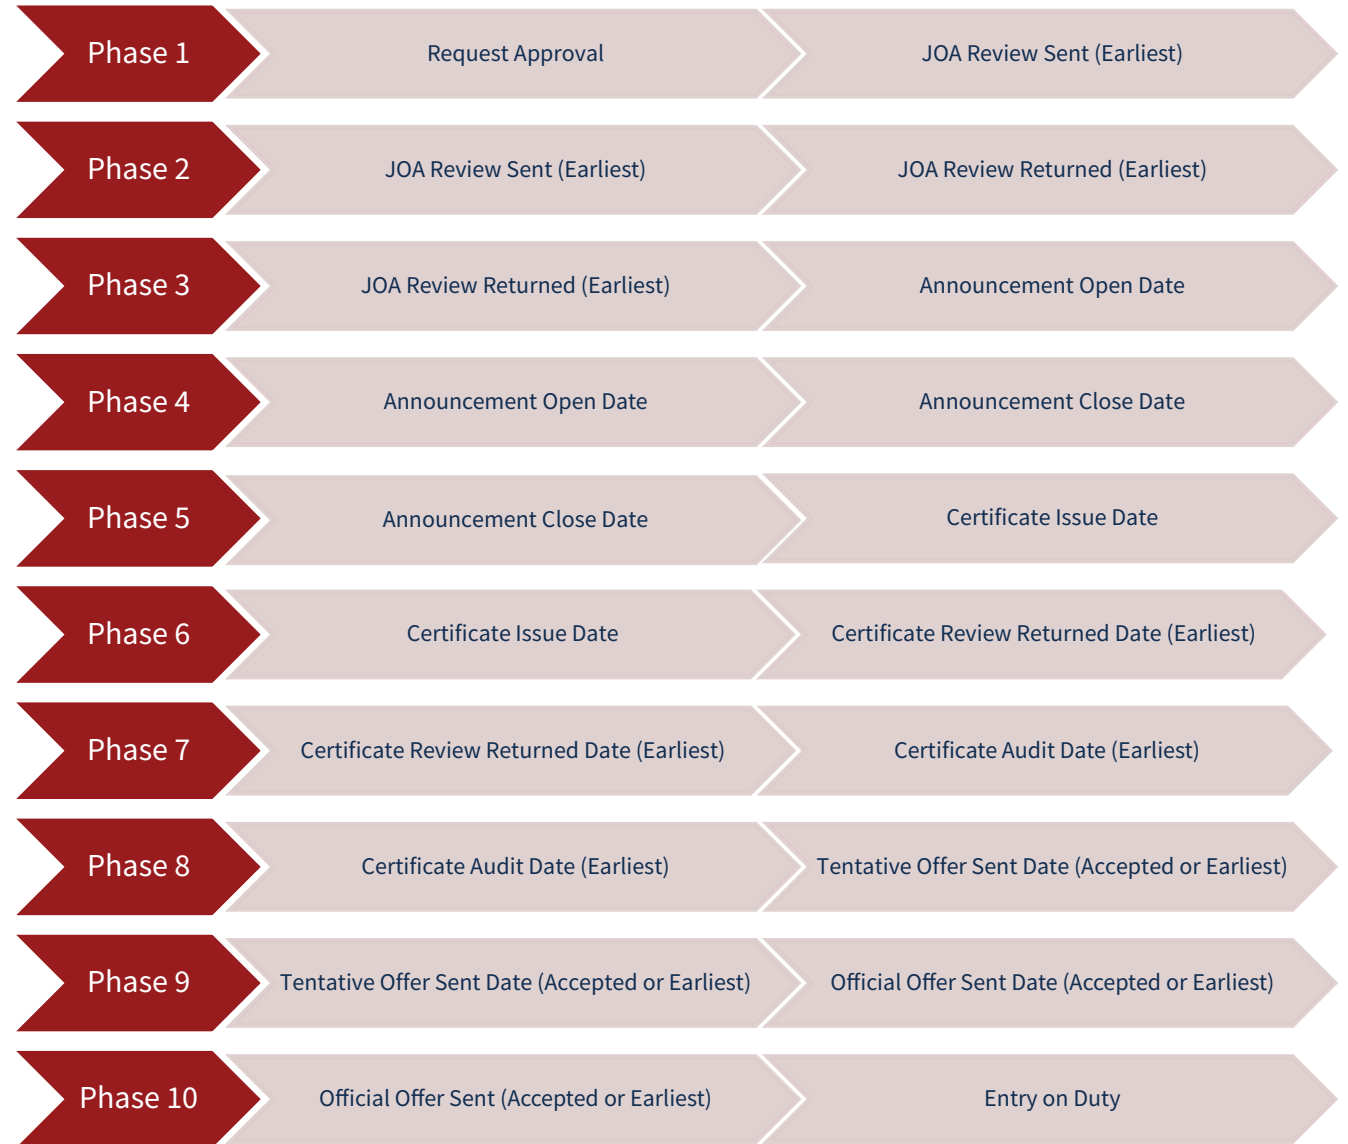 Phase 1 Request Approval JOA Review Sent (Earliest)
Phase 2 JOA Review Sent (Earliest) JOA Review Returned (Earliest)
Phase 3 JOA Review Returned (Earliest) Announcement Open Date
Phase 4 Announcement Open Date Announcement Close Date
Phase 5 Announcement Close Date Certificate Issue Date
Phase 6 Certificate Issue Date Certificate Review Returned Date (Earliest)
Phase 7 Certificate Review Returned Date (Earliest) Certificate Audit Date (Earliest)
Phase 8 Certificate Audit Date (Earliest) Tentative Offer Sent Date (Accepted or Earliest)
Phase 9 Tentative Offer Sent Date (Accepted or Earliest) Official Offer Sent Date (Accepted or Earliest)
Phase 10 Official Offer Sent (Accepted or Earliest) Entry on Duty